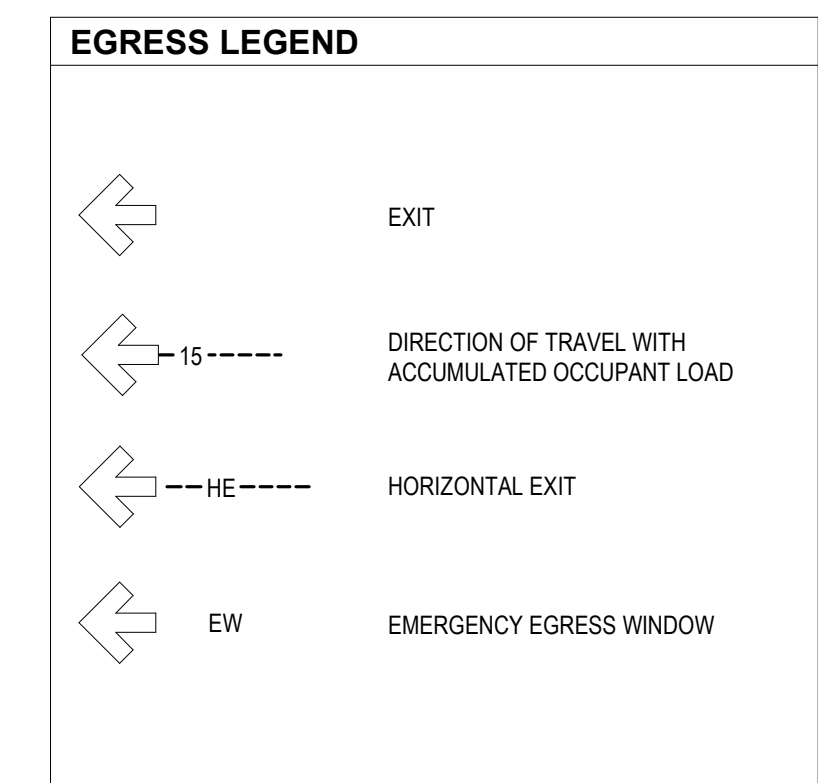 EGRESS LEGEND
EXIT
15
DIRECTION OF TRAVEL WITH
ACCUMULATED OCCUPANT LOAD
HE
HORIZONTAL EXIT
EW
EMERGENCY EGRESS WINDOW